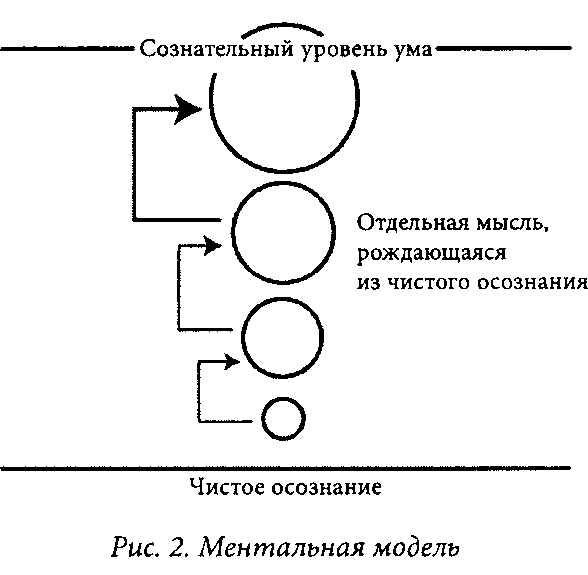 Сознательный уровень ума
Отдельная мысль,
рождающаяся
из чистого осознания
Чистое осознание
Рис. 2. Ментальная модель